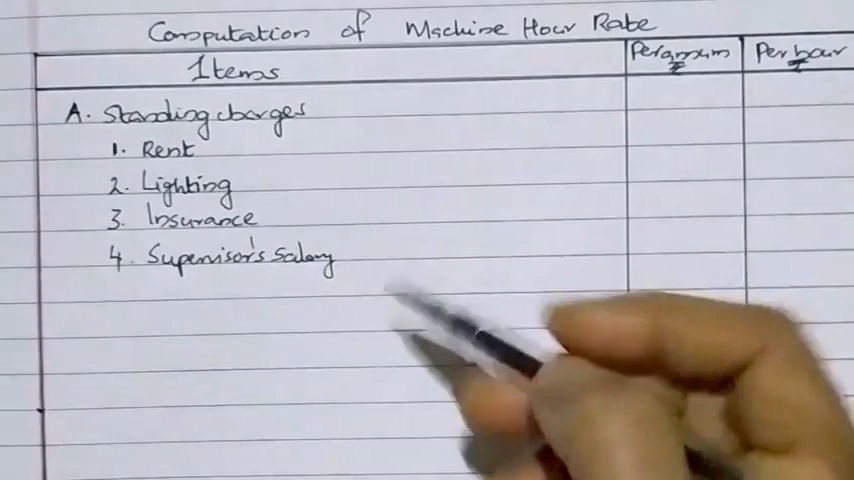 Computation of Machine Hour Rate
Items Per annum Per hour
A. Standing charges
1. Rent
2. Lighting
3. Insurance
4. Supervisor's Salary